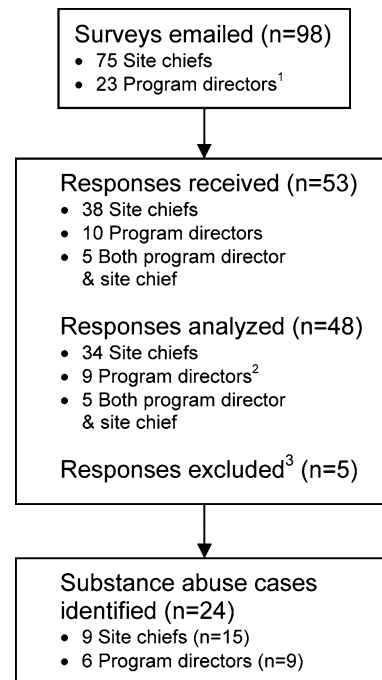 Surveys emailed (n=98)
• 75 Site chiefs
• 23 Program directors¹
Responses received (n=53)
• 38 Site chiefs
• 10 Program directors
• 5 Both program director
& site chief
Responses analyzed (n=48)
• 34 Site chiefs
• 9 Program directors²
• 5 Both program director
& site chief
Responses excluded³ (n=5)
Substance abuse cases
identified (n=24)
• 9 Site chiefs (n=15)
• 6 Program directors (n=9)